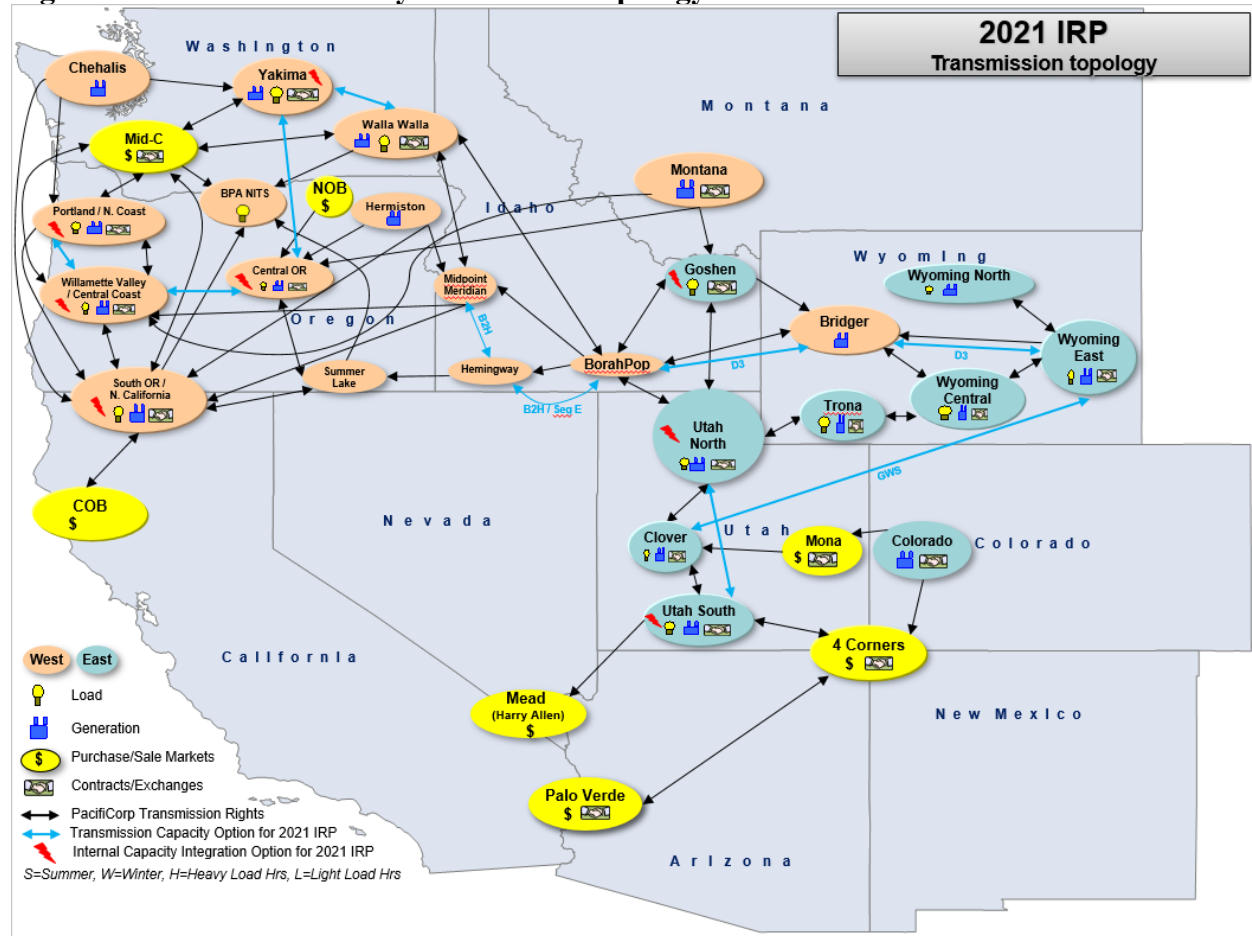 2021 IRP
Transmission topology
Washington
Montana
Idaho
Oregon
Wyoming
Nevada
Utah
Colorado
California
Arizona
New Mexico
Chehalis
Yakima
Walla Walla
Mid-C
$
BPA NITS
NOB
$
Hermiston
Montana
Portland / N. Coast
Willamette Valley
/ Central Coast
Central OR
Midpoint
Meridian
Goshen
Wyoming North
Bridger
Wyoming
East
Wyoming
Central
Trona
B2H
D3
D3
South OR /
N. California
Summer
Lake
Hemingway
BorahPop
B2H / Seg E
Utah
North
GWS
COB
$
Clover
Mona
$
Colorado
Utah South
4 Corners
$
Mead
(Harry Allen)
$
Palo Verde
$
West
East
Load
Generation
$
Purchase/Sale Markets
Contracts/Exchanges
PacifiCorp Transmission Rights
Transmission Capacity Option for 2021 IRP
Internal Capacity Integration Option for 2021 IRP
S=Summer, W=Winter, H=Heavy Load Hrs, L=Light Load Hrs